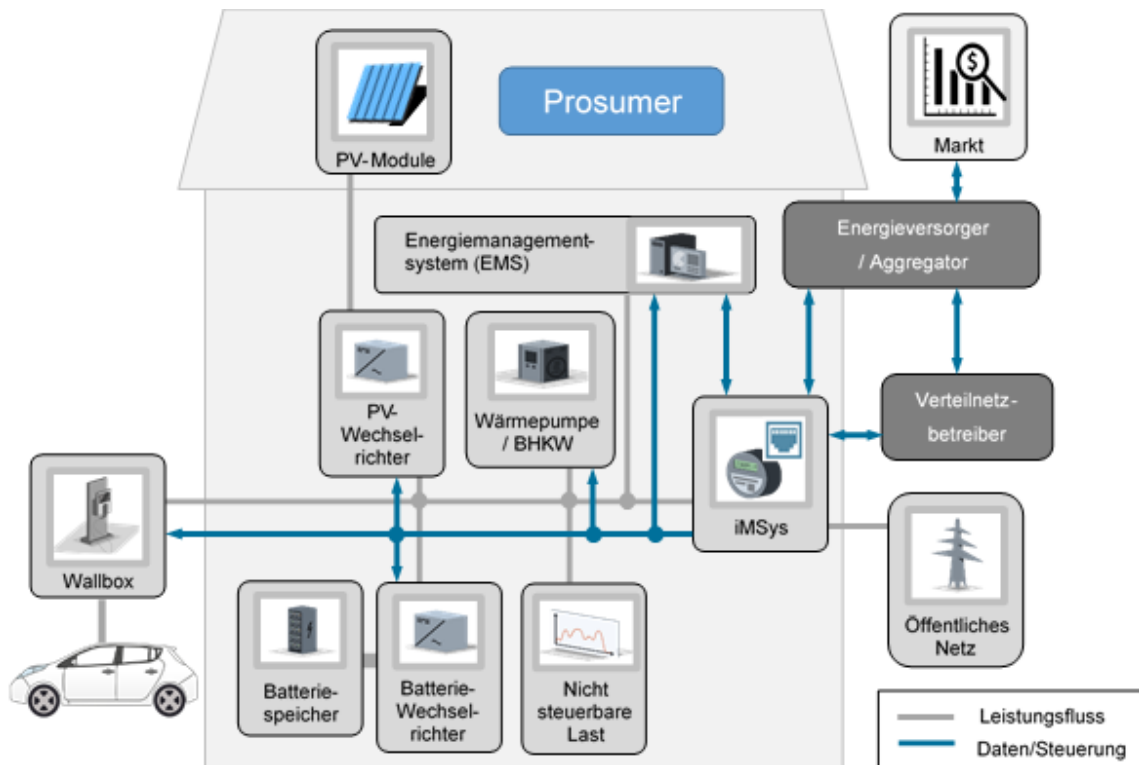 Prosumer
PV-Module
Markt
Energieversorger
/ Aggregator
Energiemanagement-
system (EMS)
PV-
Wechsel-
richter
Wärmepumpe
/ BHKW
Verteilnetz-
betreiber
iMSys
Wallbox
Öffentliches
Netz
Batterie-
speicher
Batterie-
Wechsel-
richter
Nicht
steuerbare
Last
Leistungsfluss
Daten/Steuerung